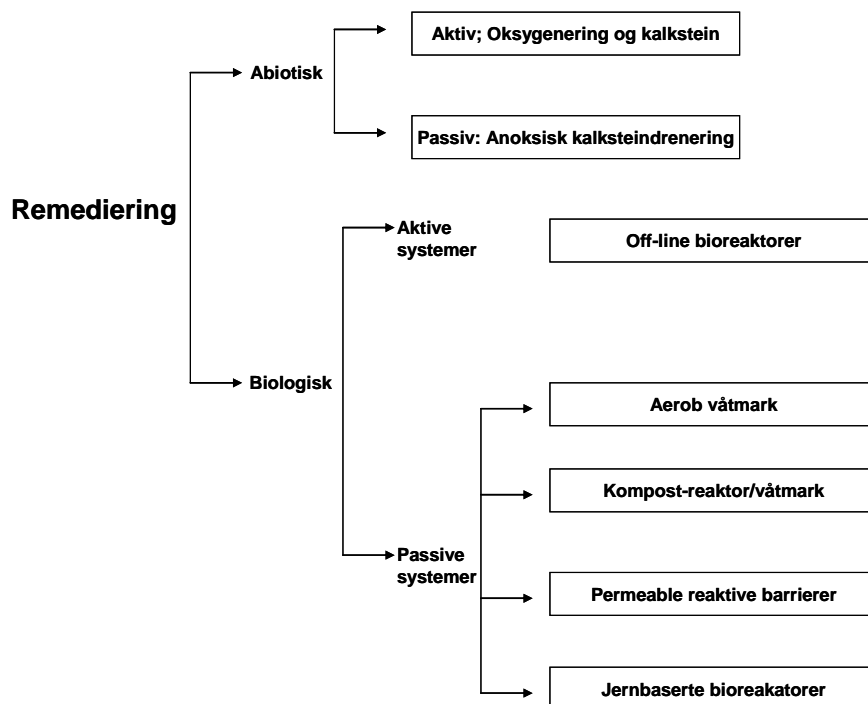 Aktiv; Oksygenering og kalkstein
Abiotisk
Passiv: Anoksisk kalksteindrenering
Remediering
Aktive
systemer
Off-line bioreaktorer
Biologisk
Aerob våtmark
Kompost-reaktor/våtmark
Passive
systemer
Permeable reaktive barrierer
Jernbaserte bioreakatorer